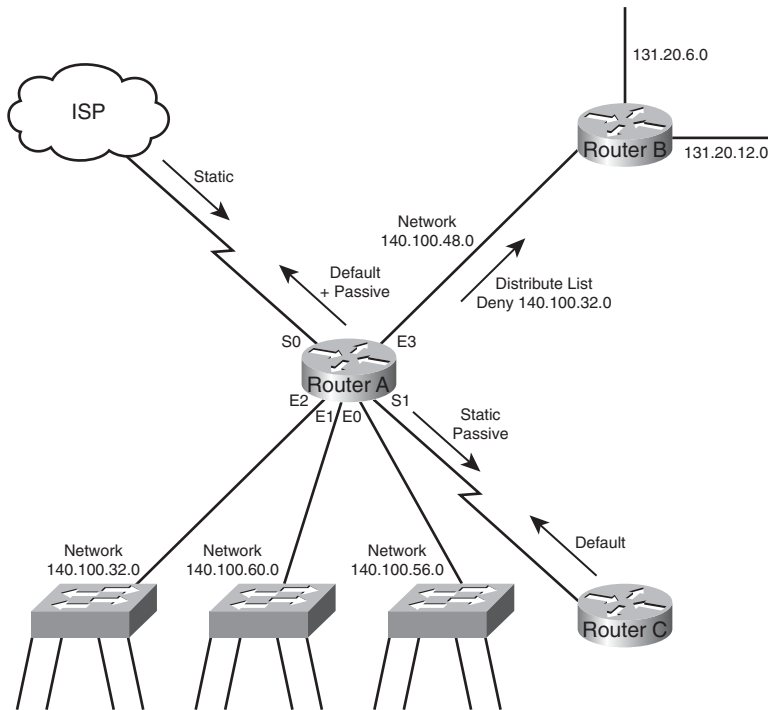 131.20.6.0
ISP
Router B
131.20.12.0
Static
Network
140.100.48.0
Default
+ Passive
Distribute List
Deny 140.100.32.0
S0
E3
Router A
E2
E1
E0
S1
Static
Passive
Default
Network
140.100.32.0
Network
140.100.60.0
Network
140.100.56.0
Router C